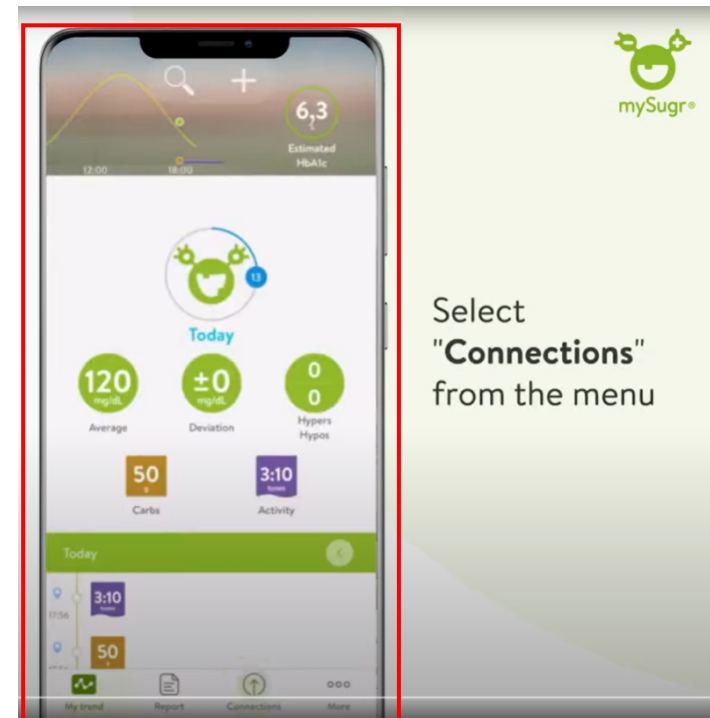 mySugr®
6,3
Estimated
HbA1c
12:00 18:00
13
Today
120
mg/dL
Average
±0
mg/dL
Deviation
0
0
Hypers
Hypos
50
g
Carbs
3:10
hours
Activity
Today
3:10
hours
17:56
50
My trend
Report
Connections
More
Select
"Connections"
from the menu